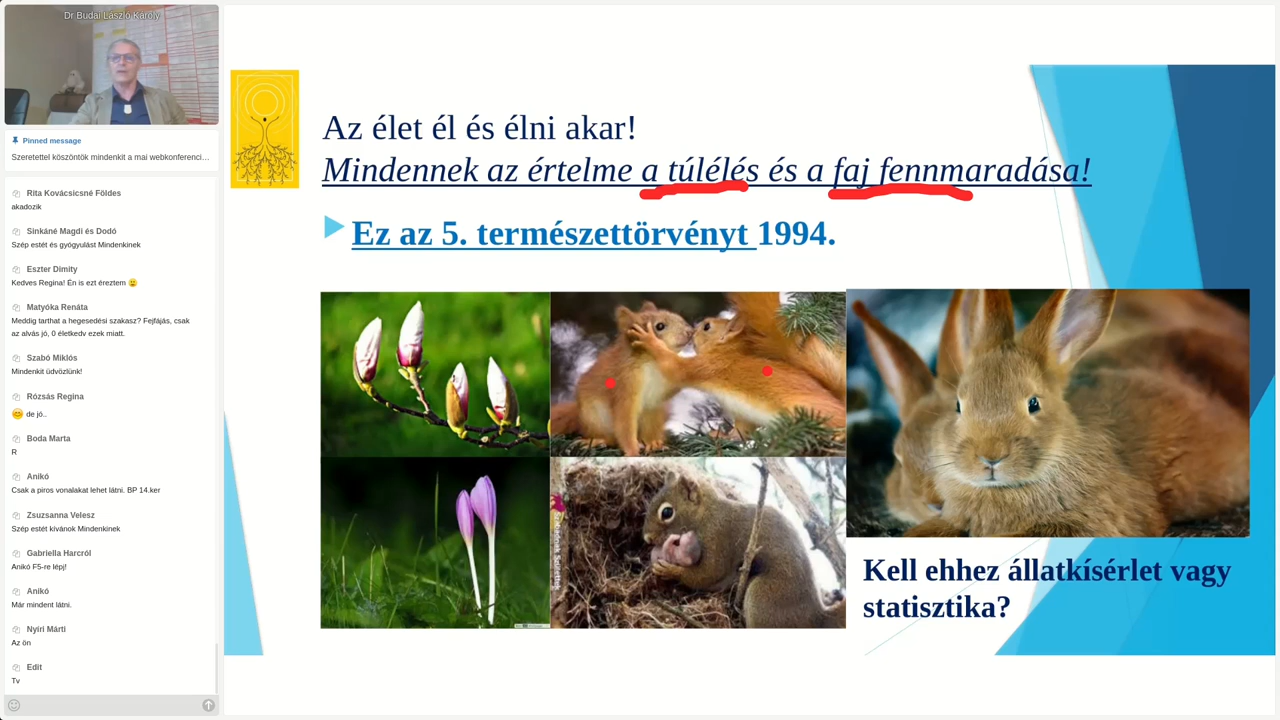 Dr Budai László Károly
Pinned message
Szeretettel köszöntök mindenkit a mai webkonferenci…
Rita Kovácsicsné Földes
akadozik
Sinkáné Magdi és Dodó
Szép estét és gyógyulást Mindenkinek
Eszter Dimity
Kedves Regina! Én is ezt éreztem
Matyóka Renáta
Meddig tarthat a hegesedési szakasz? Fejfájás, csak
az alvás jó, 0 életkedv ezek miatt.
Szabó Miklós
Mindenkit üdvözlünk!
Rózsás Regina
de jó..
Boda Marta
R
Anikó
Csak a piros vonalakat lehet látni. BP 14.ker
Zsuzsanna Velesz
Szép estét kívánok Mindenkinek
Gabriella Harcról
Anikó F5-re lépj!
Anikó
Már mindent látni.
Nyíri Márti
Az ön
Edit
Tv
Az élet él és élni akar!
Mindennek az értelme a túlélés és a faj fennmaradása!
Ez az 5. természettörvényt 1994.
Kell ehhez állatkísérlet vagy
statisztika?